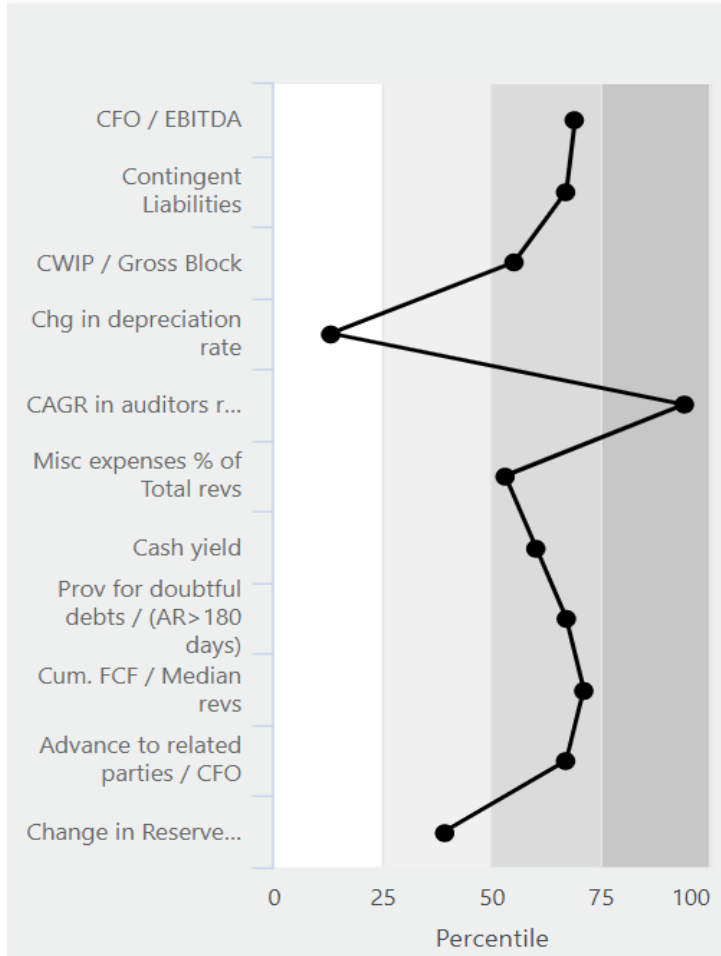 CFO / EBITDA
Contingent
Liabilities
CWIP / Gross Block
Chg in depreciation
rate
CAGR in auditors r...
Misc expenses % of
Total revs
Cash yield
Prov for doubtful
debts / (AR>180
days)
Cum. FCF / Median
revs
Advance to related
parties / CFO
Change in Reserve...
0 25 50 75 100
Percentile